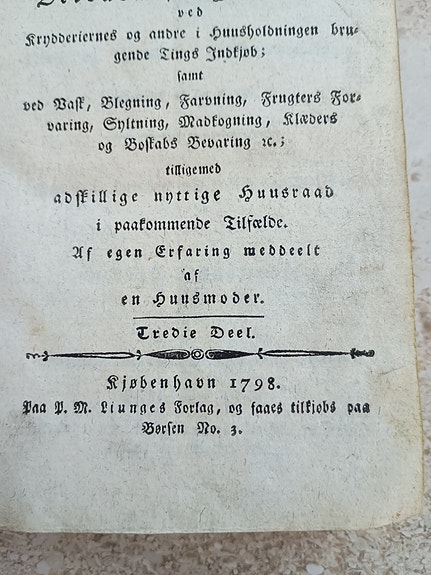 ved
Krydderiernes og andre i Huusholdningen bru-
gende Tings Indkjøb;
samt
ved Vask, Blegning, Farvning, Frugters For-
varing, Syltning, Madkogning, Klæders
og Boskabs Bevaring ꝛc.;
tilligemed
adskillige nyttige Huusraad
i paakommende Tilfælde.
Af egen Erfaring meddeelt
af
en Huusmoder.
Tredie Deel.
Kjøbenhavn 1798.
Paa P. M. Liunges Forlag, og faaes tilkjøbs paa
Børsen No. 3.